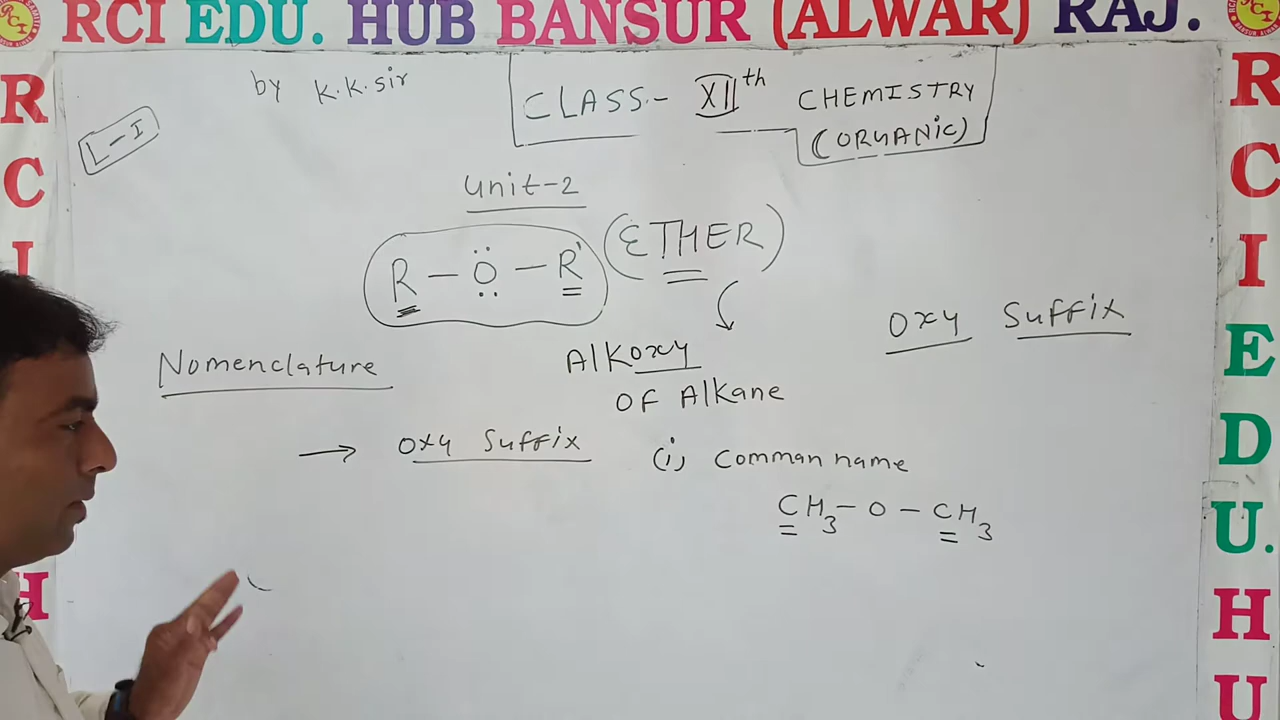 RCI EDU. HUB BANSUR (ALWAR) RAJ.
by K.K.Sir
CLASS- XIIth CHEMISTRY
(ORGANIC)
L-I
Unit-2
R - O - R' (ETHER)
Oxy Suffix
Nomenclature
Alkoxy
OF Alkane
→ Oxy Suffix
(i) Comman name
CH3 - O - CH3
R
C
I
H
R
C
I
E
D
U.
H
U